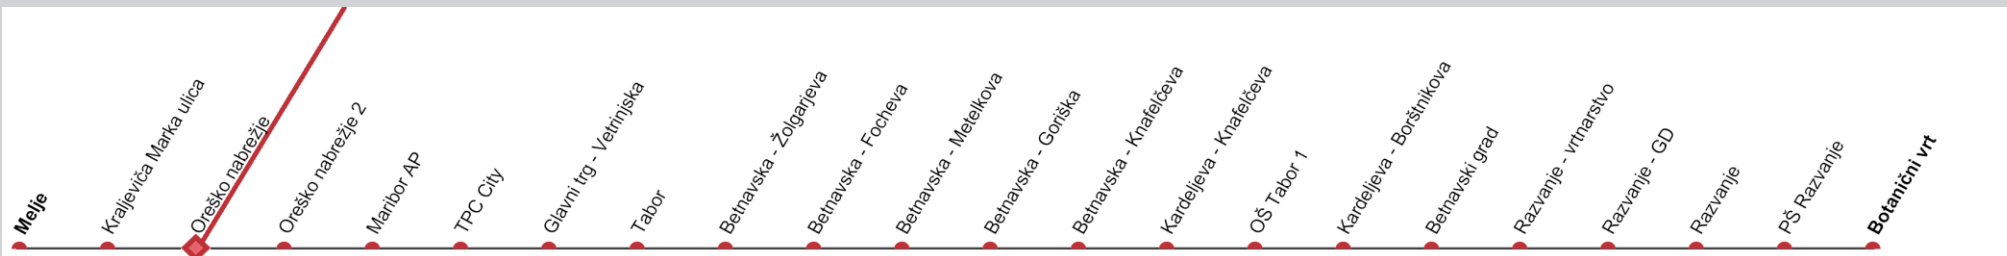 Melje
Kraljeviča Marka ulica
Oreško nabrežje
Oreško nabrežje 2
Maribor AP
TPC City
Glavni trg - Vetrinjska
Tabor
Betnavska - Žolgarjeva
Betnavska - Focheva
Betnavska - Metelkova
Betnavska - Goriška
Betnavska - Knafelčeva
Kardeljeva - Knafelčeva
OŠ Tabor 1
Kardeljeva - Borštnikova
Betnavski grad
Razvanje - vrtnarstvo
Razvanje - GD
Razvanje
PŠ Razvanje
Botanični vrt